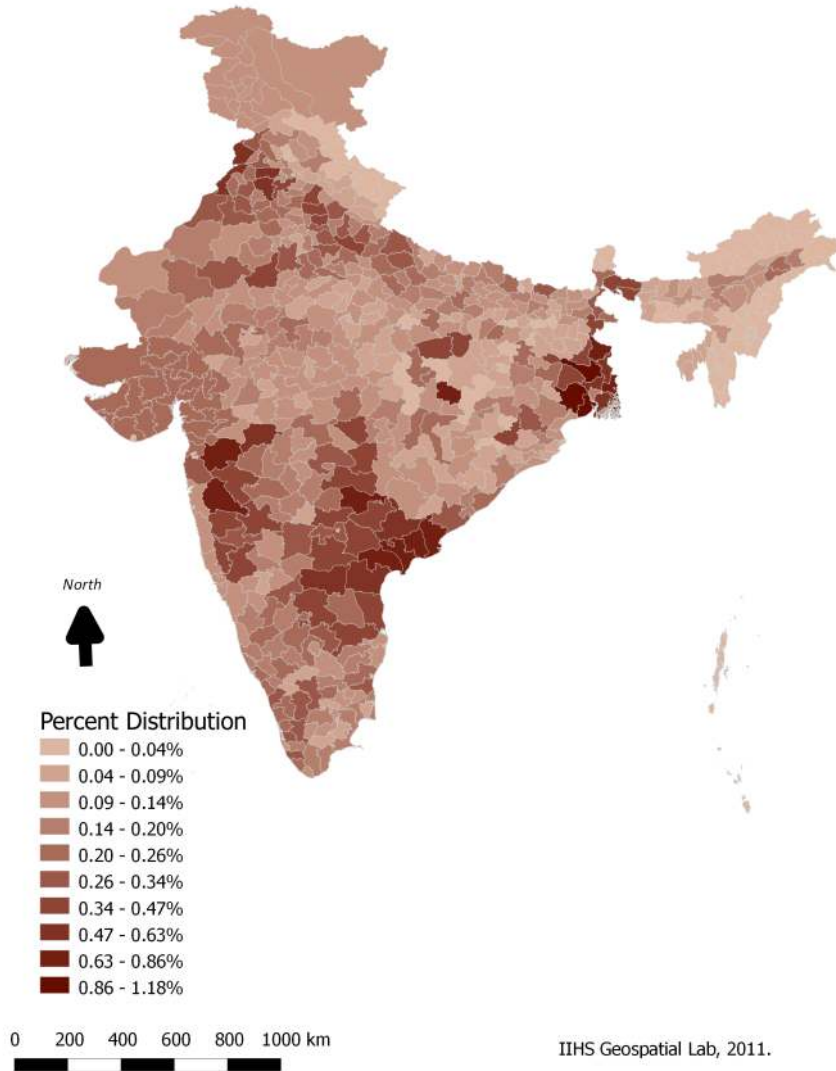 North
Percent Distribution
0.00 - 0.04%
0.04 - 0.09%
0.09 - 0.14%
0.14 - 0.20%
0.20 - 0.26%
0.26 - 0.34%
0.34 - 0.47%
0.47 - 0.63%
0.63 - 0.86%
0.86 - 1.18%
0 200 400 600 800 1000 km
IIHS Geospatial Lab, 2011.